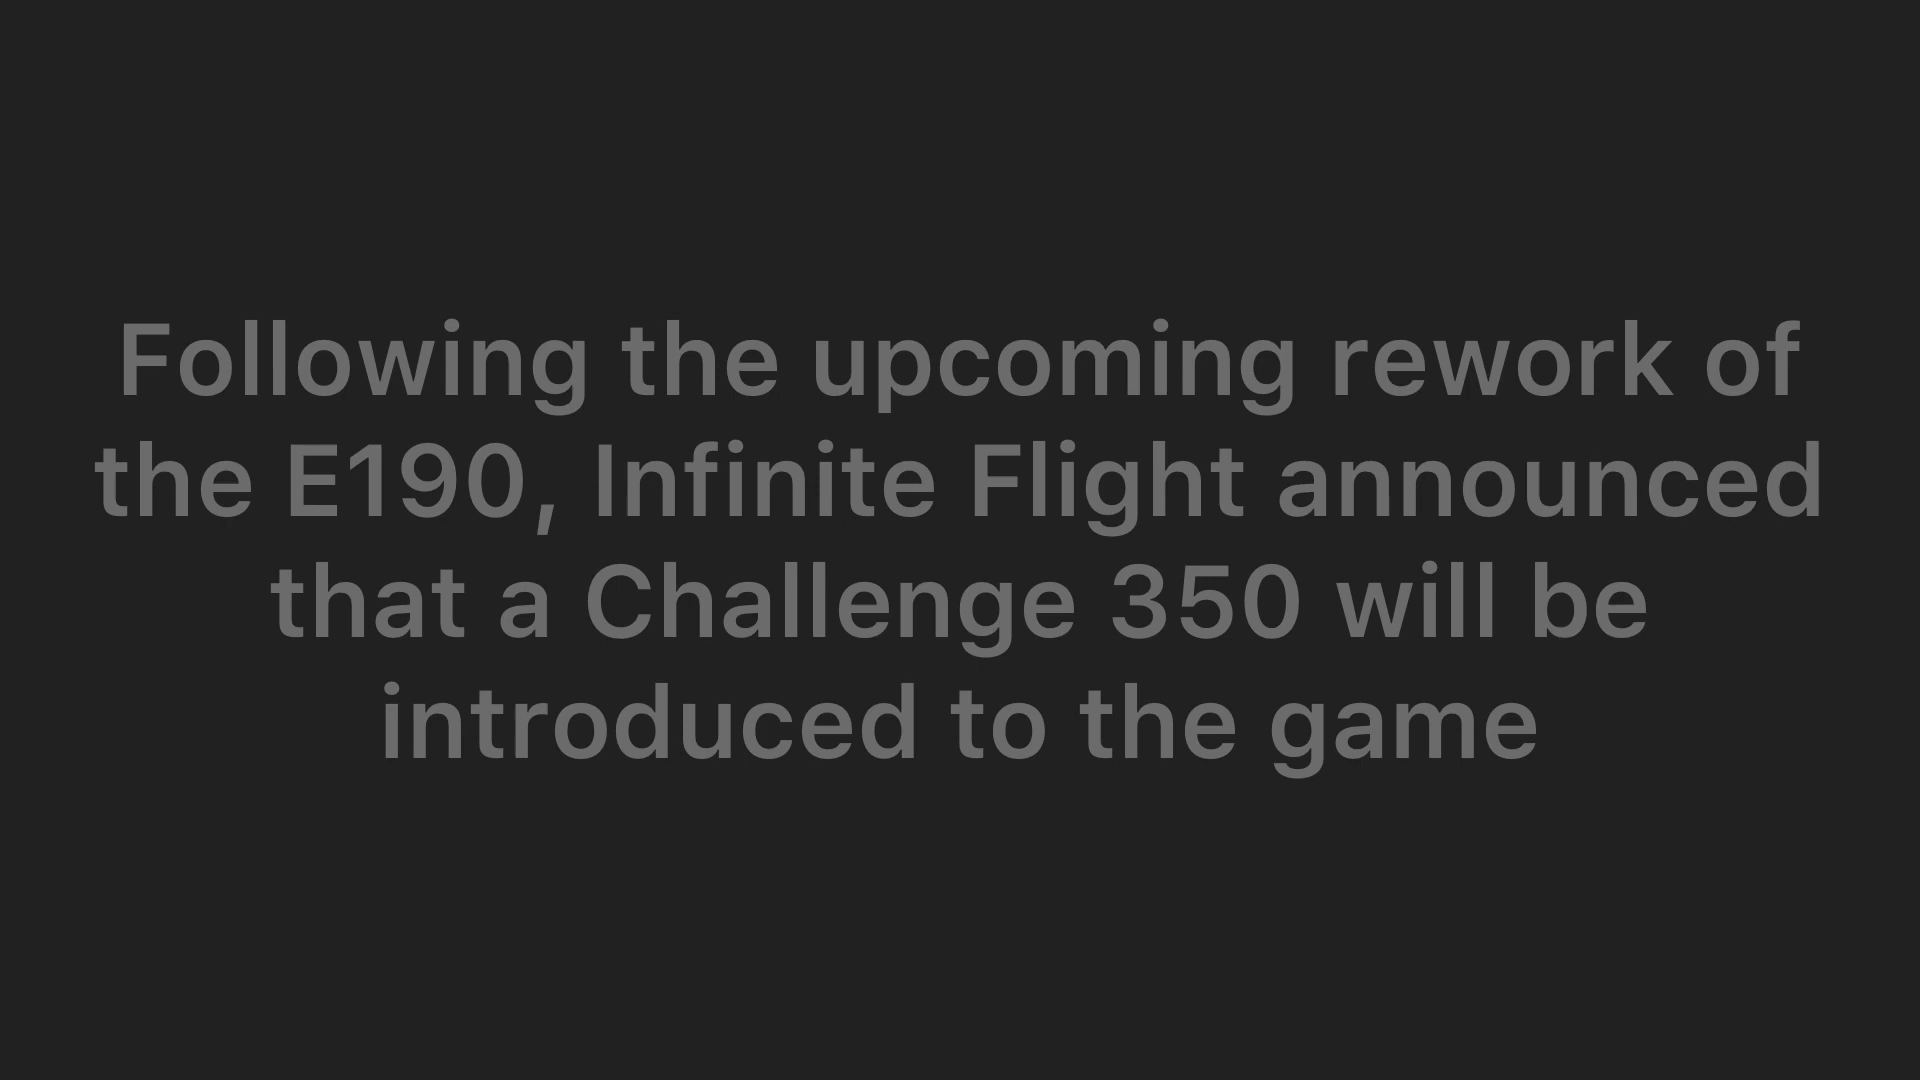 Following the upcoming rework of
the E190, Infinite Flight announced
that a Challenge 350 will be
introduced to the game